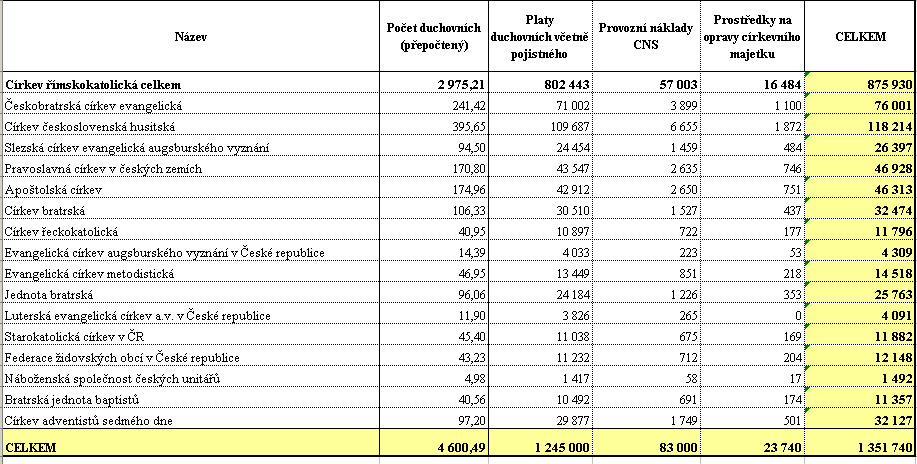 Název	Počet duchovních (přepočtený)	Platy duchovních včetně pojistného	Provozní náklady CNS	Prostředky na opravy církevního majetku	CELKEM
Církev římskokatolická celkem	2 975,21	802 443	57 003	16 484	875 930
Českobratrská církev evangelická	241,42	71 002	3 899	1 100	76 001
Církev československá husitská	395,65	109 687	6 655	1 872	118 214
Slezská církev evangelická augsburského vyznání	94,50	24 454	1 459	484	26 397
Pravoslavná církev v českých zemích	170,80	43 547	2 635	746	46 928
Apoštolská církev	174,96	42 912	2 650	751	46 313
Církev bratrská	106,33	30 510	1 527	437	32 474
Církev řeckokatolická	40,95	10 897	722	177	11 796
Evangelická církev augsburského vyznání v České republice	14,39	4 033	223	53	4 309
Evangelická církev metodistická	46,95	13 449	851	218	14 518
Jednota bratrská	96,06	24 184	1 226	353	25 763
Luterská evangelická církev a.v. v České republice	11,90	3 826	265	0	4 091
Starokatolická církev v ČR	45,40	11 038	675	169	11 882
Federace židovských obcí v České republice	43,23	11 232	712	204	12 148
Náboženská společnost českých unitářů	4,98	1 417	58	17	1 492
Bratrská jednota baptistů	40,56	10 492	691	174	11 357
Církev adventistů sedmého dne	97,20	29 877	1 749	501	32 127
CELKEM	4 600,49	1 245 000	83 000	23 740	1 351 740